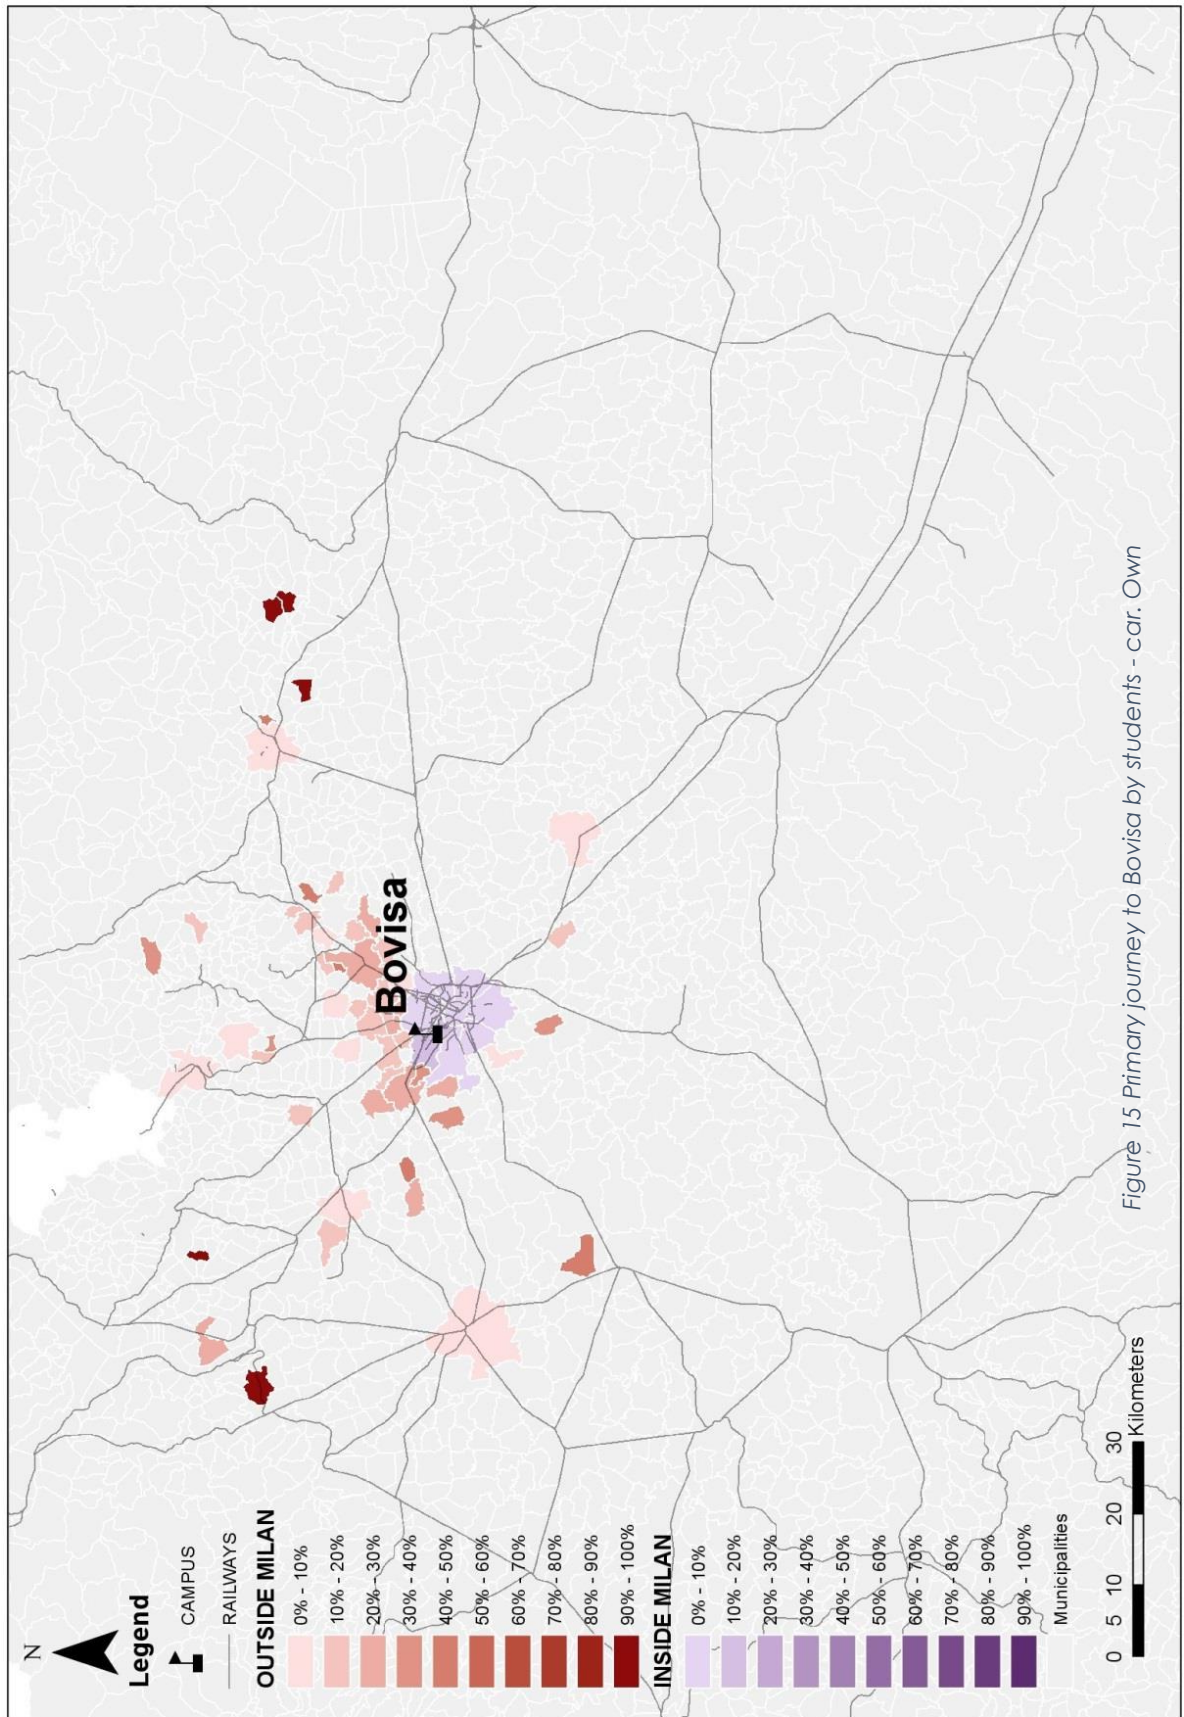 N
Legend
CAMPUS
RAILWAYS
OUTSIDE MILAN
0% - 10%
10% - 20%
20% - 30%
30% - 40%
40% - 50%
50% - 60%
60% - 70%
70% - 80%
80% - 90%
90% - 100%
INSIDE MILAN
0% - 10%
10% - 20%
20% - 30%
30% - 40%
40% - 50%
50% - 60%
60% - 70%
70% - 80%
80% - 90%
90% - 100%
Municipalities
0 5 10 20 30
Kilometers
Bovisa
Figure 15 Primary journey to Bovisa by students - car. Own